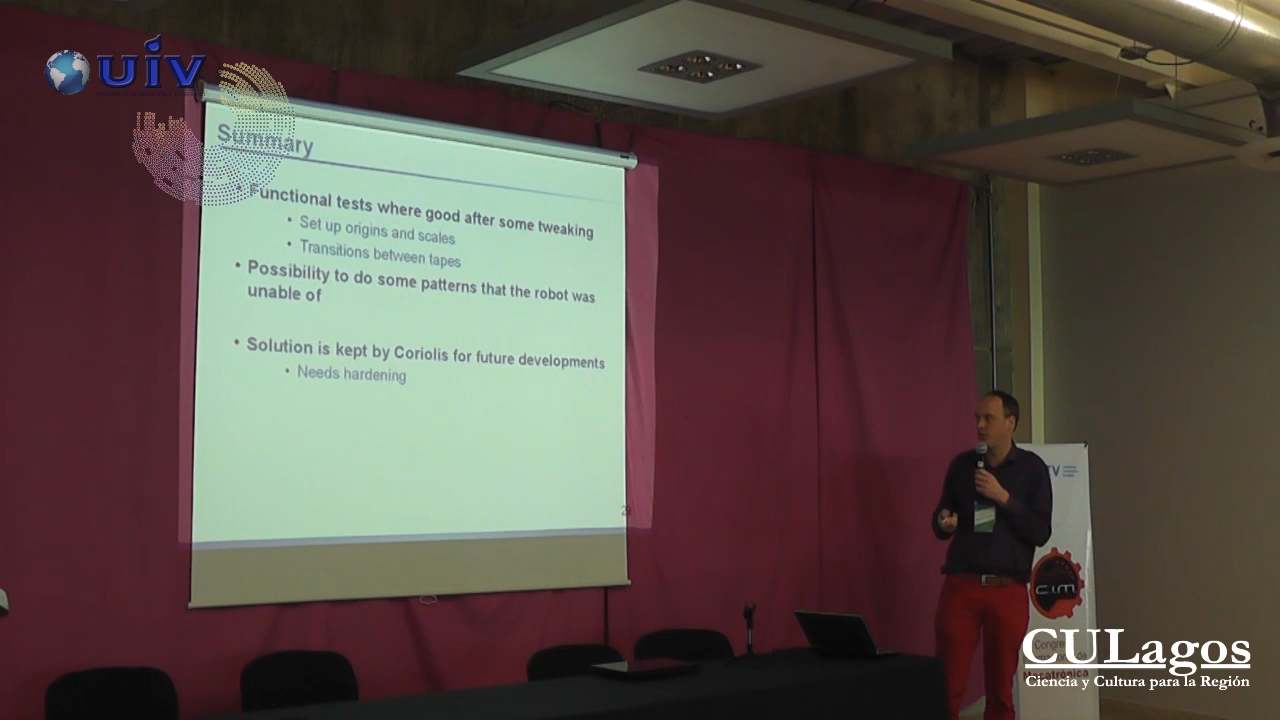 UIV
Summary
• Functional tests where good after some tweaking
• Set up origins and scales
• Transitions between tapes
• Possibility to do some patterns that the robot was
unable of
• Solution is kept by Coriolis for future developments
• Needs hardening
29
C.I.M
CULagos
Ciencia y Cultura para la Región
Mecatrónica